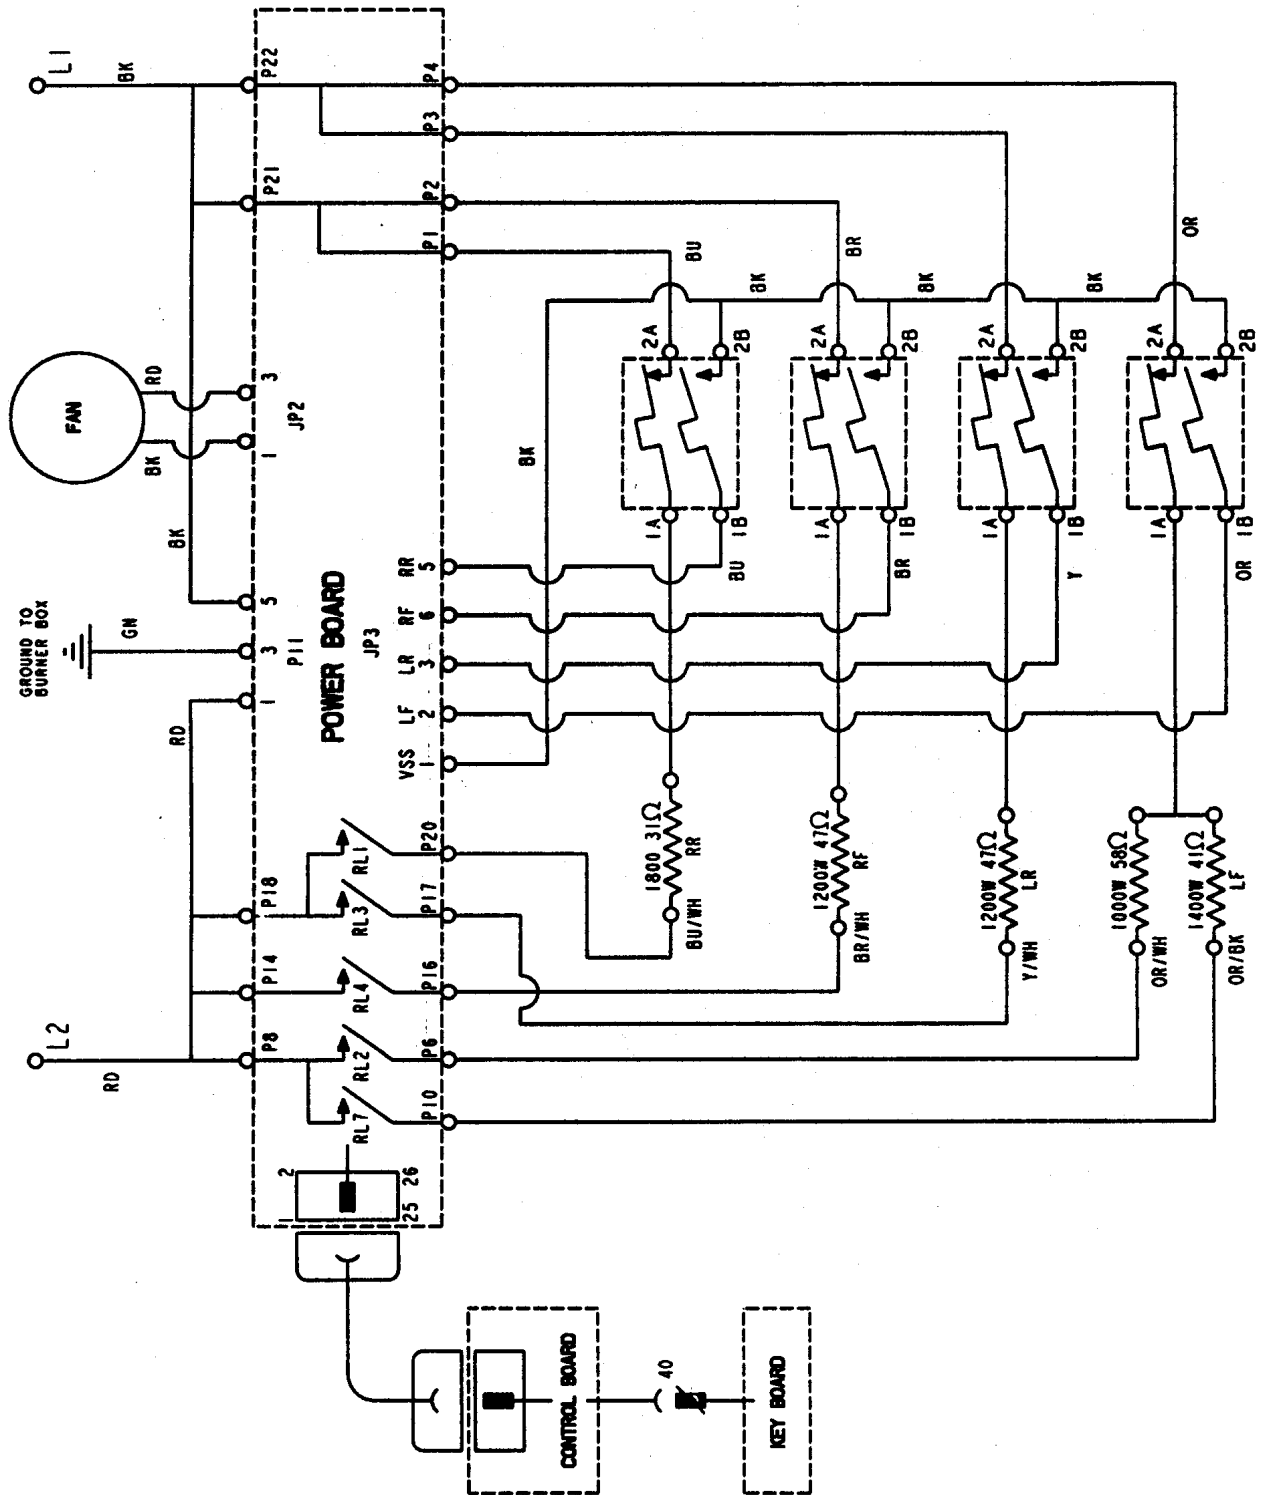 L1
BK
P22
P4
P3
P21
P2
P1
BU
BR
OR
BK
BK
BK
FAN
RD
BK
3
JP2
1
BK
2A
2B
2A
2B
2A
2B
2A
2B
BK
1A
1B
1A
1B
1A
1B
1A
1B
BU
BR
Y
OR
GROUND TO
BURNER BOX
GN
5
3
P11
1
RD
POWER BOARD
JP3
RR
5
RF
6
LR
3
LF
2
VSS
1
1800 31Ω
RR
1200W 47Ω
RF
1200W 47Ω
LR
1000W 58Ω
1400W 41Ω
LF
BU/WH
BR/WH
Y/WH
OR/WH
OR/BK
P18
RL1
P20
RL3
P17
P14
RL4
P16
L2
RD
P8
RL2
P6
RL7
P10
2
26
1
25
CONTROL BOARD
40
KEY BOARD